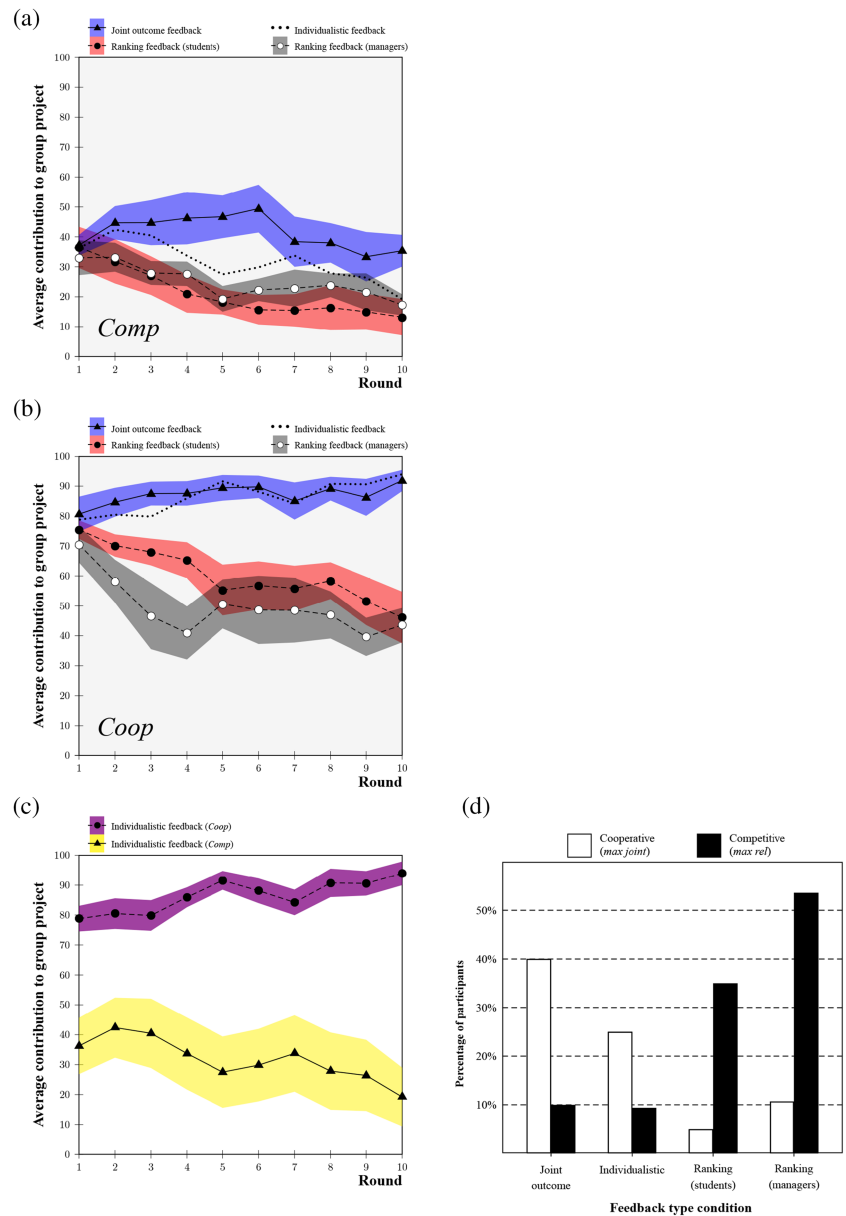 (a)
Joint outcome feedback
Individualistic feedback
Ranking feedback (students)
Ranking feedback (managers)
100
90
80
70
60
50
40
30
20
10
0
Average contribution to group project
Comp
1 2 3 4 5 6 7 8 9 10
Round
(b)
Joint outcome feedback
Individualistic feedback
Ranking feedback (students)
Ranking feedback (managers)
100
90
80
70
60
50
40
30
20
10
0
Average contribution to group project
Coop
1 2 3 4 5 6 7 8 9 10
Round
(c)
Individualistic feedback (Coop)
Individualistic feedback (Comp)
100
90
80
70
60
50
40
30
20
10
0
Average contribution to group project
1 2 3 4 5 6 7 8 9 10
Round
(d)
Cooperative
(max joint)
Competitive
(max rel)
50%
40%
30%
20%
10%
Percentage of participants
Joint
outcome
Individualistic
Ranking
(students)
Ranking
(managers)
Feedback type condition